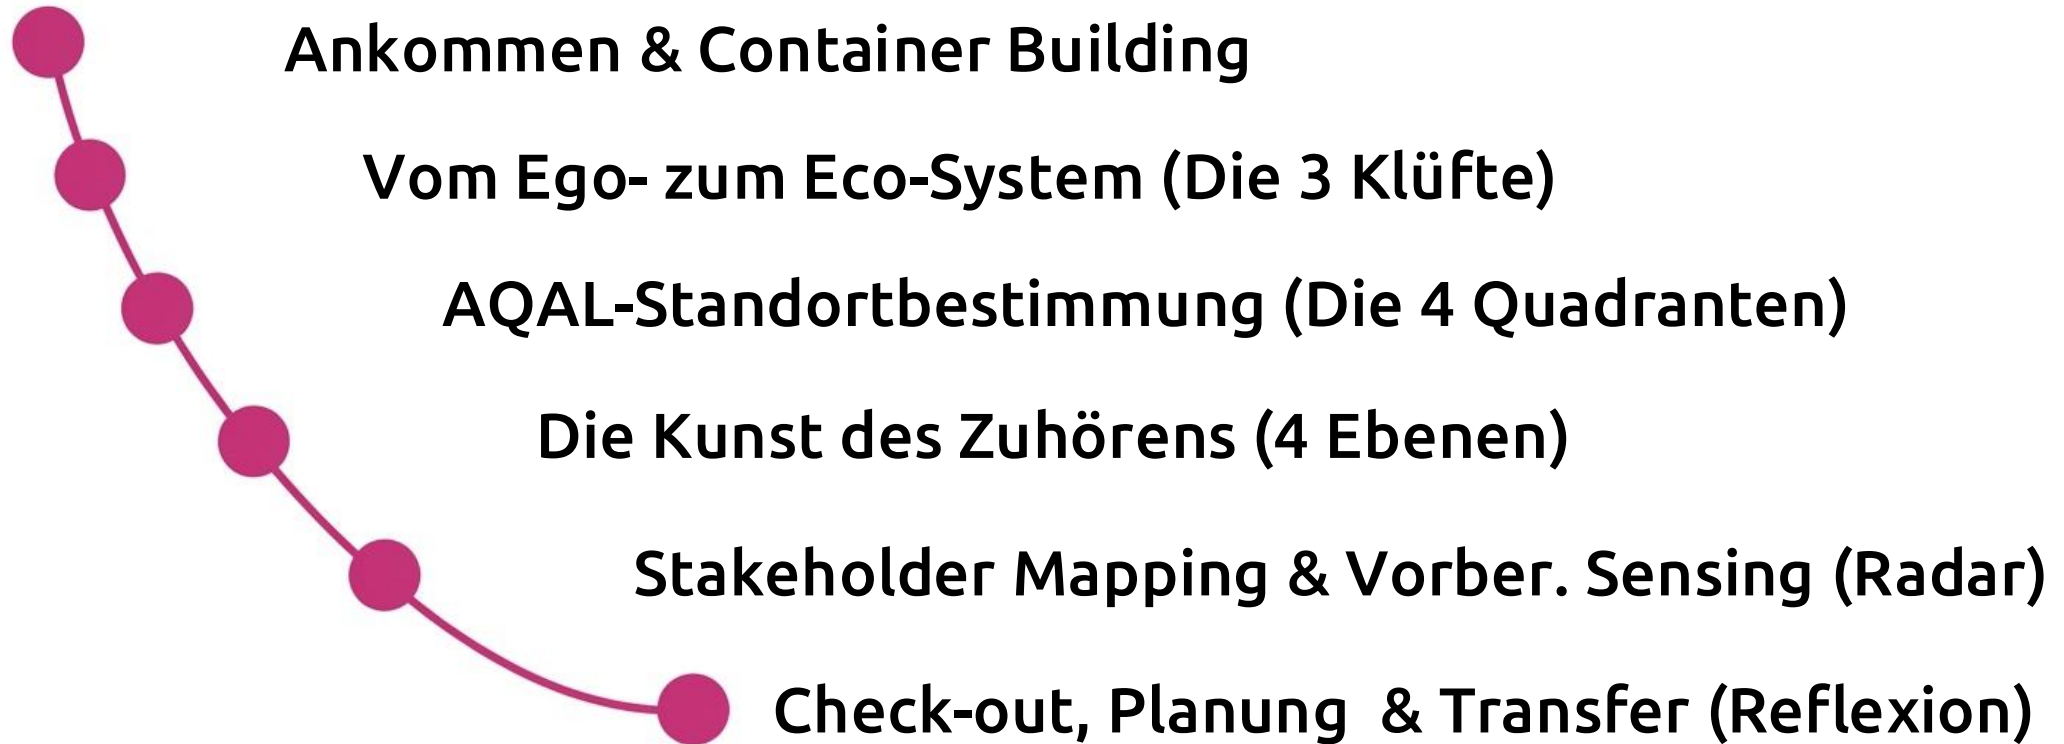 Ankommen & Container Building
Vom Ego- zum Eco-System (Die 3 Klüfte)
AQAL-Standortbestimmung (Die 4 Quadranten)
Die Kunst des Zuhörens (4 Ebenen)
Stakeholder Mapping & Vorber. Sensing (Radar)
Check-out, Planung & Transfer (Reflexion)